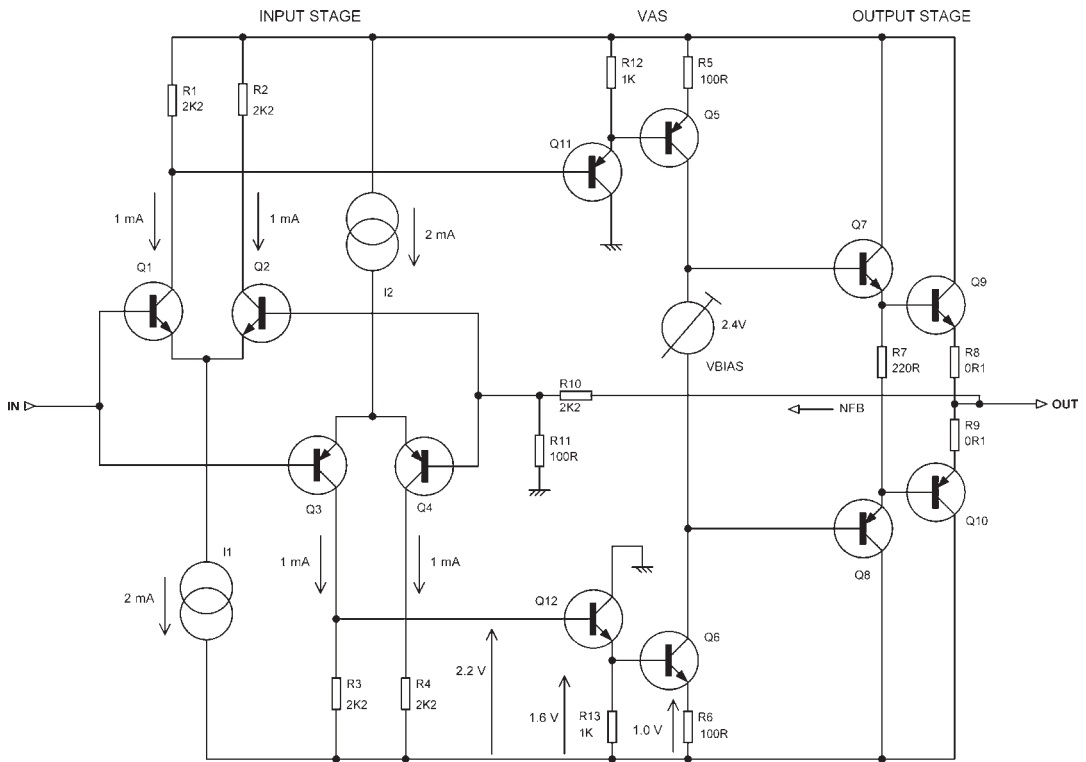 INPUT STAGE
VAS
OUTPUT STAGE
R1
2K2
R2
2K2
R12
1K
R5
100R
Q5
Q11
1 mA
1 mA
2 mA
Q7
Q1
Q2
I2
Q9
2.4V
VBIAS
R7
220R
R8
0R1
R10
2K2
IN
NFB
OUT
R11
100R
R9
0R1
Q3
Q4
Q10
I1
Q8
1 mA
1 mA
2 mA
Q12
Q6
2.2 V
R3
2K2
R4
2K2
1.6 V
R13
1K
1.0 V
R6
100R